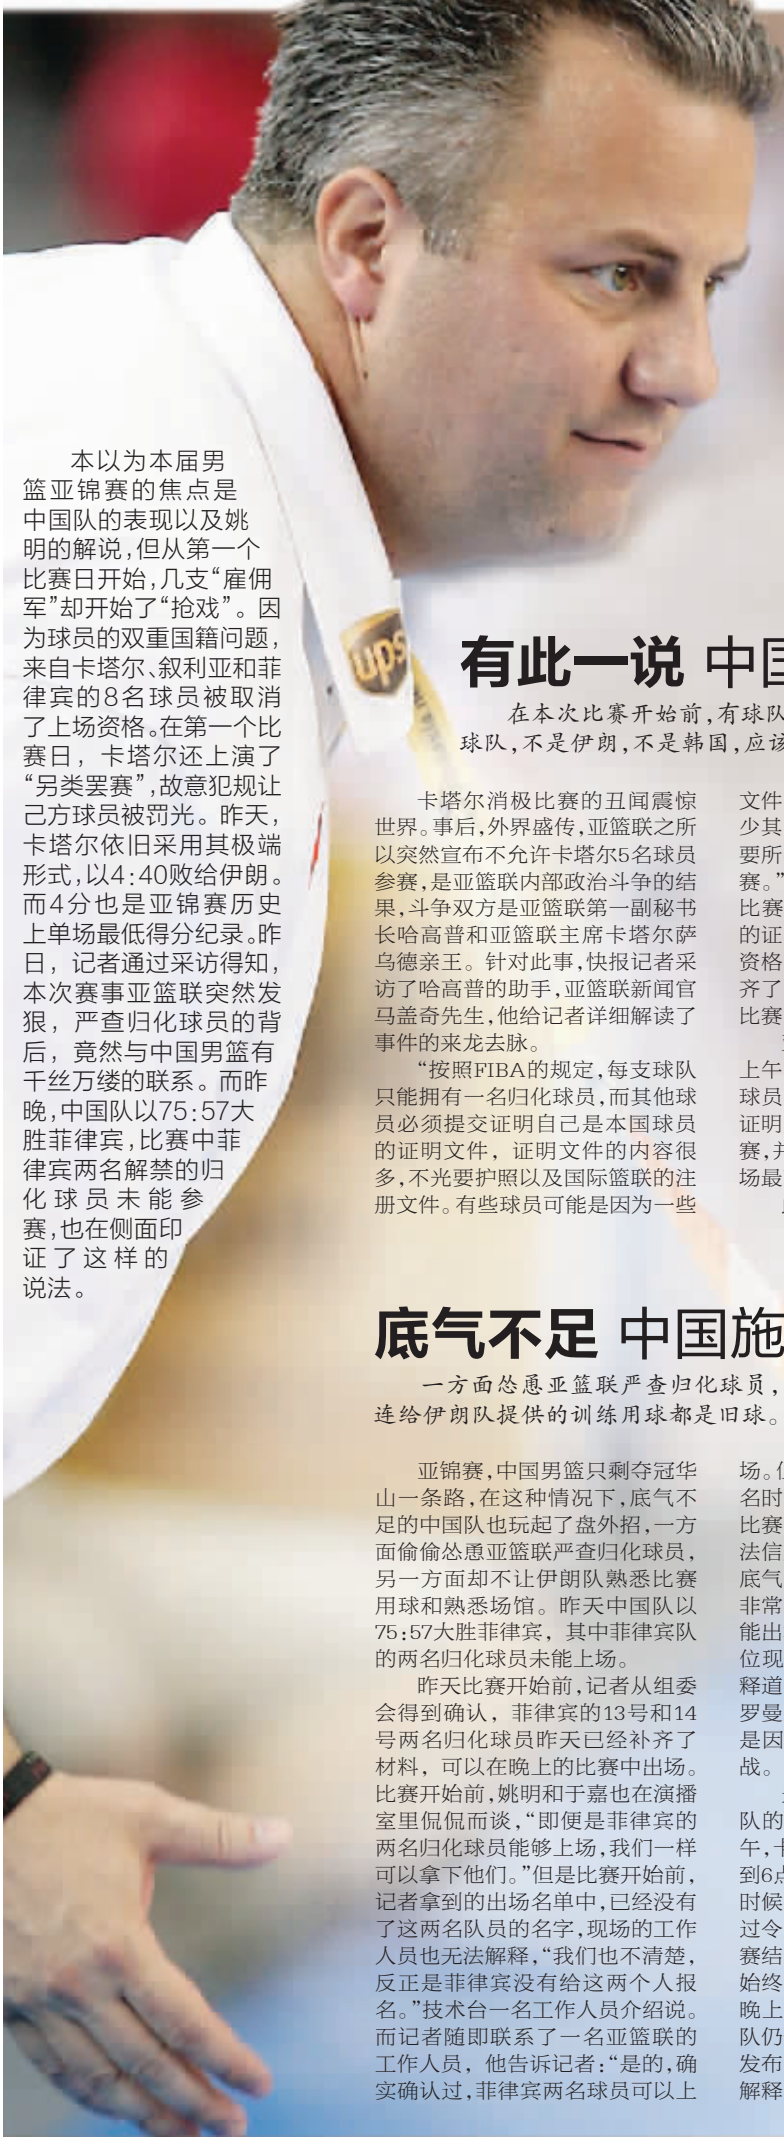 本以为本届男
篮亚锦赛的焦点是
中国队的表现以及姚
明的解说,但从第一个
比赛日开始,几支“雇佣
军”却开始了“抢戏”。因
为球员的双重国籍问题,
来自卡塔尔、叙利亚和菲
律宾的8名球员被取消
了上场资格。在第一个比
赛日，卡塔尔还上演了
“另类罢赛”,故意犯规让
己方球员被罚光。昨天,
卡塔尔依旧采用其极端
形式,以4:40败给伊朗。
而4分也是亚锦赛历史
上单场最低得分纪录。昨
日，记者通过采访得知,
本次赛事亚篮联突然发
狠，严查归化球员的背
后，竟然与中国男篮有
千丝万缕的联系。而昨
晚,中国队以75:57大
胜菲律宾,比赛中菲
律宾两名解禁的归
化球员未能参
赛,也在侧面印
证了这样的
说法。
ups
有此一说 中国
在本次比赛开始前,有球队
球队,不是伊朗,不是韩国,应该
卡塔尔消极比赛的丑闻震惊
世界。事后,外界盛传,亚篮联之所
以突然宣布不允许卡塔尔5名球员
参赛,是亚篮联内部政治斗争的结
果,斗争双方是亚篮联第一副秘书
长哈高普和亚篮联主席卡塔尔萨
乌德亲王。针对此事,快报记者采
访了哈高普的助手,亚篮联新闻官
马盖奇先生,他给记者详细解读了
事件的来龙去脉。
“按照FIBA的规定,每支球队
只能拥有一名归化球员,而其他球
员必须提交证明自己是本国球员
的证明文件，证明文件的内容很
多,不光要护照以及国际篮联的注
册文件。有些球员可能是因为一些
文件
少其
要所
赛。”
比赛
的证
资格
齐了
比赛
上午
球员
证明
赛,并
场最
底气不足 中国施
一方面怂恿亚篮联严查归化球员,
连给伊朗队提供的训练用球都是旧球。
亚锦赛,中国男篮只剩夺冠华
山一条路,在这种情况下,底气不
足的中国队也玩起了盘外招,一方
面偷偷怂恿亚篮联严查归化球员,
另一方面却不让伊朗队熟悉比赛
用球和熟悉场馆。昨天中国队以
75:57大胜菲律宾，其中菲律宾队
的两名归化球员未能上场。
昨天比赛开始前,记者从组委
会得到确认，菲律宾的13号和14
号两名归化球员昨天已经补齐了
材料，可以在晚上的比赛中出场。
比赛开始前,姚明和于嘉也在演播
室里侃侃而谈,“即便是菲律宾的
两名归化球员能够上场,我们一样
可以拿下他们。”但是比赛开始前,
记者拿到的出场名单中,已经没有
了这两名队员的名字,现场的工作
人员也无法解释,“我们也不清楚,
反正是菲律宾没有给这两个人报
名。”技术台一名工作人员介绍说。
而记者随即联系了一名亚篮联的
工作人员，他告诉记者:“是的,确
实确认过,菲律宾两名球员可以上
场。但
名时
比赛
法信
底气
非常
能出
位现
释道
罗曼
是因
战。
队的
午,卡
到6点
时候
过令
赛结
始终
晚上
队仍
发布
解释